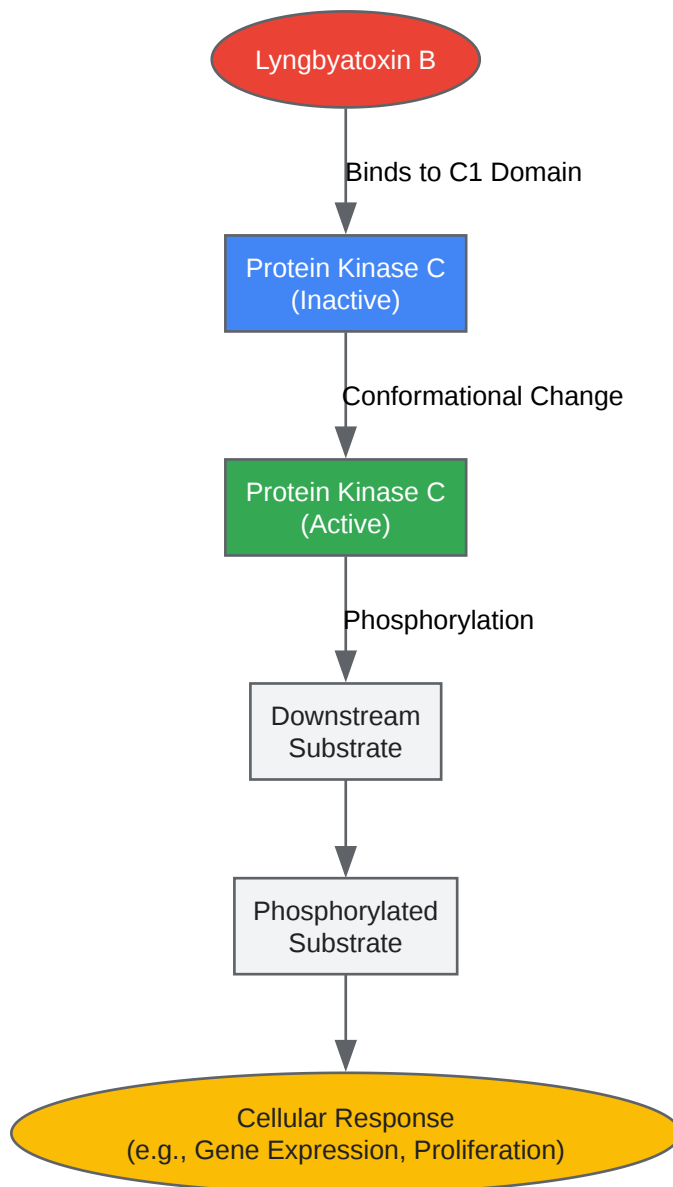 Lyngbyatoxin B
Binds to C1 Domain
Protein Kinase C
(Inactive)
Conformational Change
Protein Kinase C
(Active)
Phosphorylation
Downstream
Substrate
Phosphorylated
Substrate
Cellular Response
(e.g., Gene Expression, Proliferation)